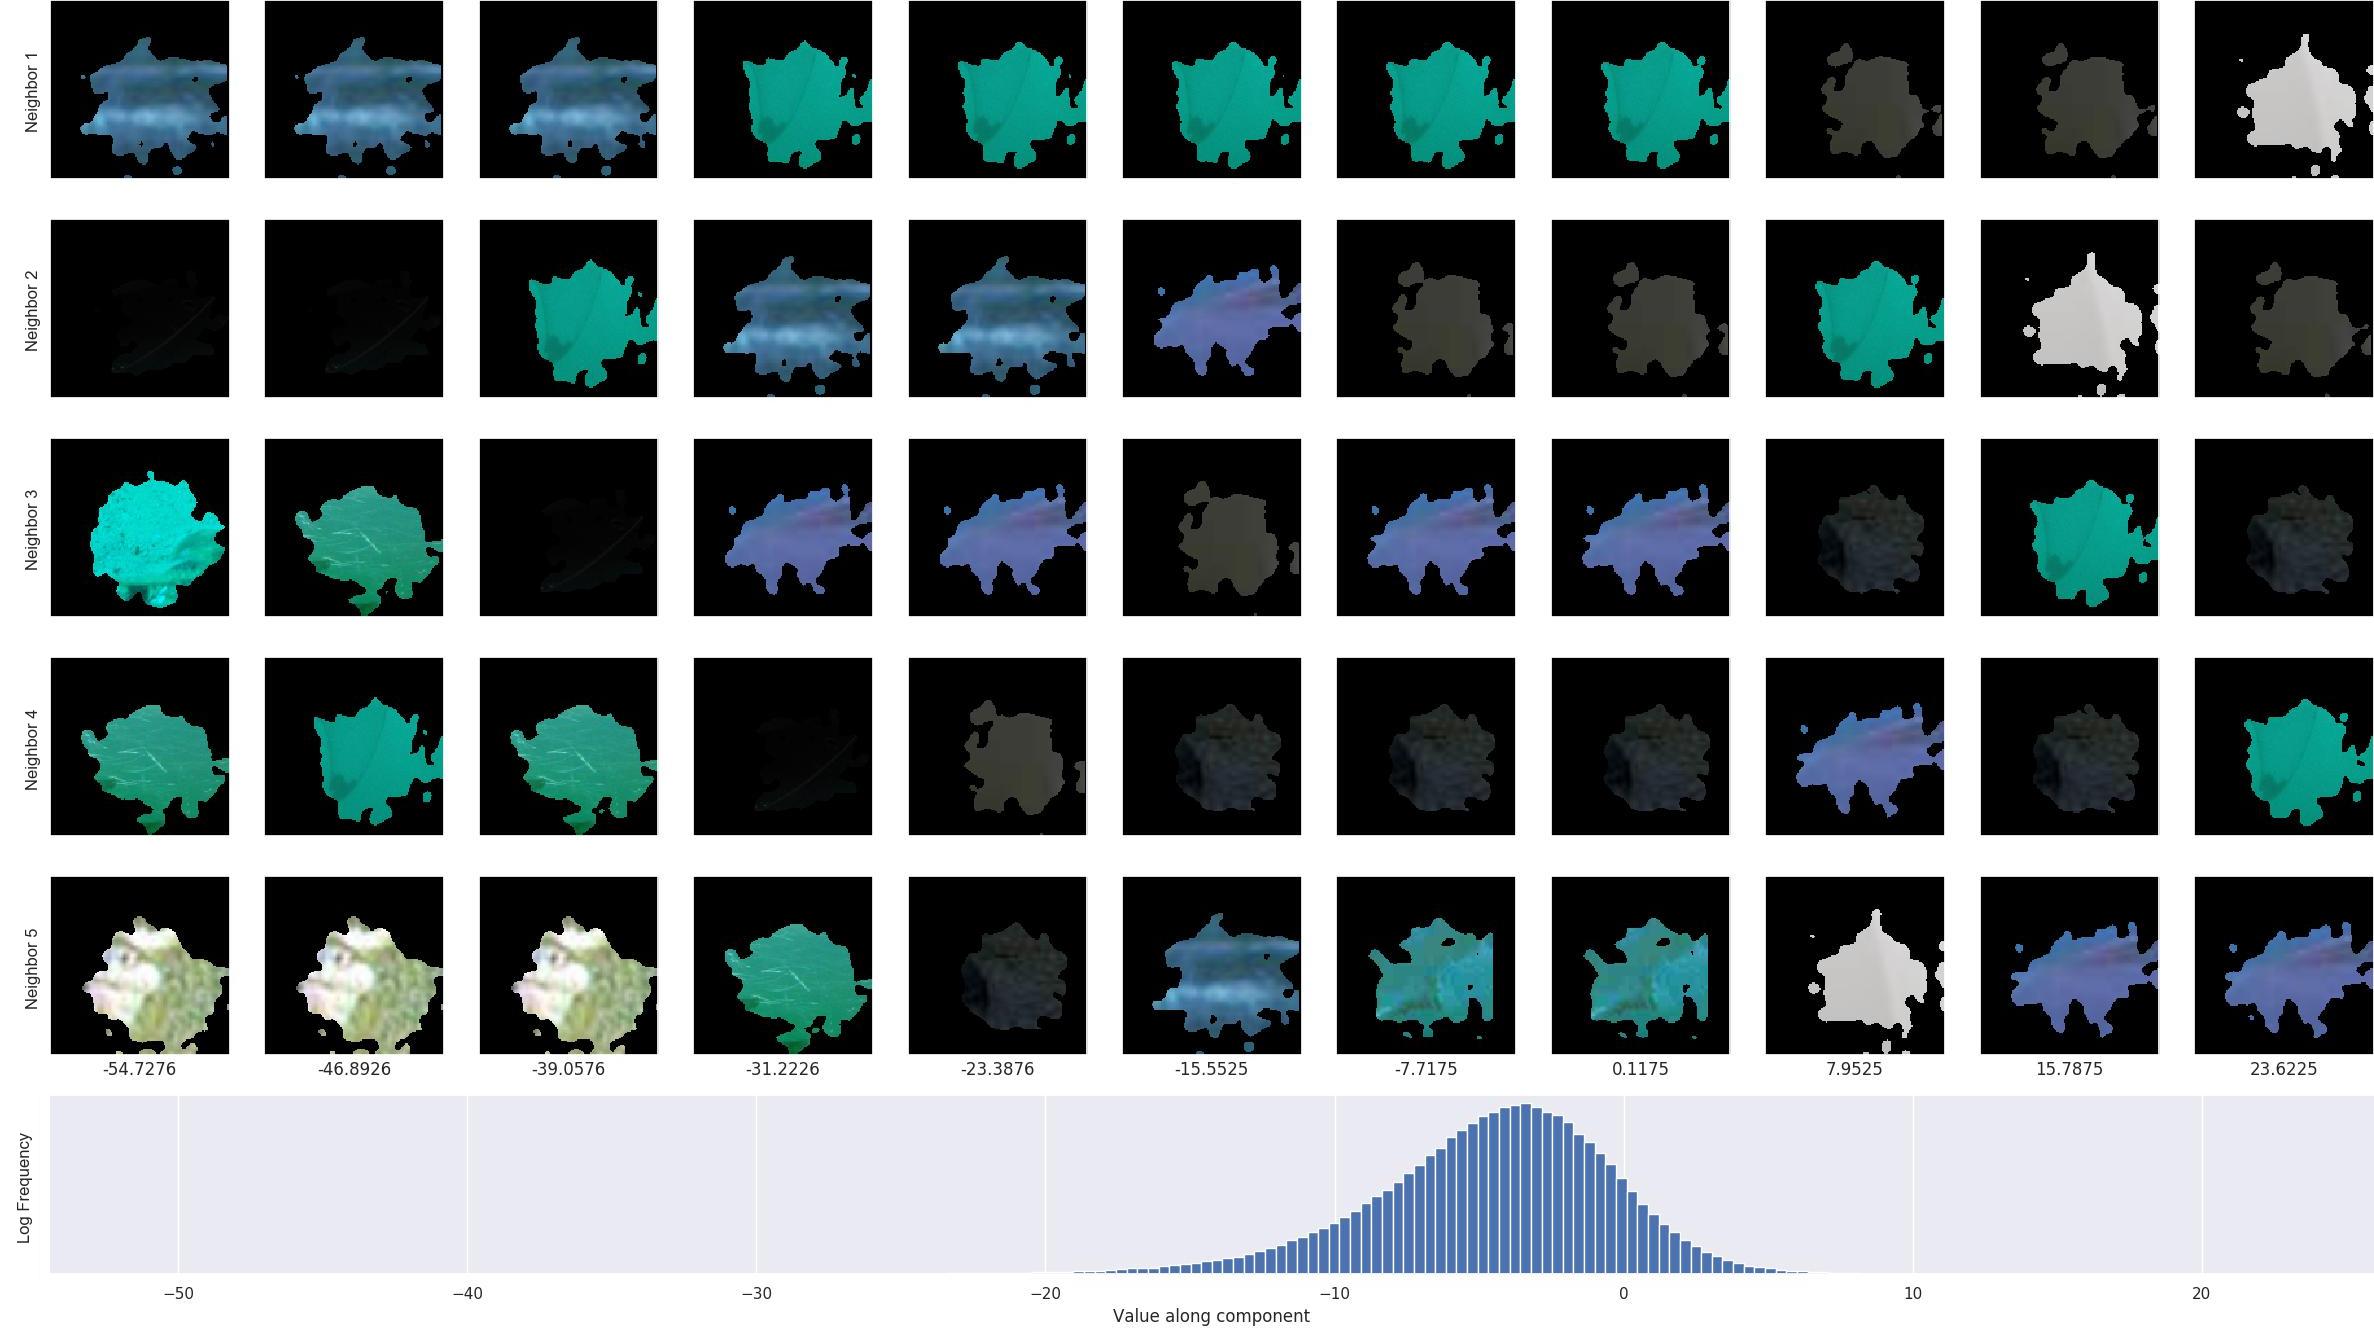 Neighbor 1
Neighbor 2
Neighbor 3
Neighbor 4
Neighbor 5
-54.7276 -46.8926 -39.0576 -31.2226 -23.3876 -15.5525 -7.7175 0.1175 7.9525 15.7875 23.6225
Log Frequency
−50 −40 −30 −20 −10 0 10 20
Value along component